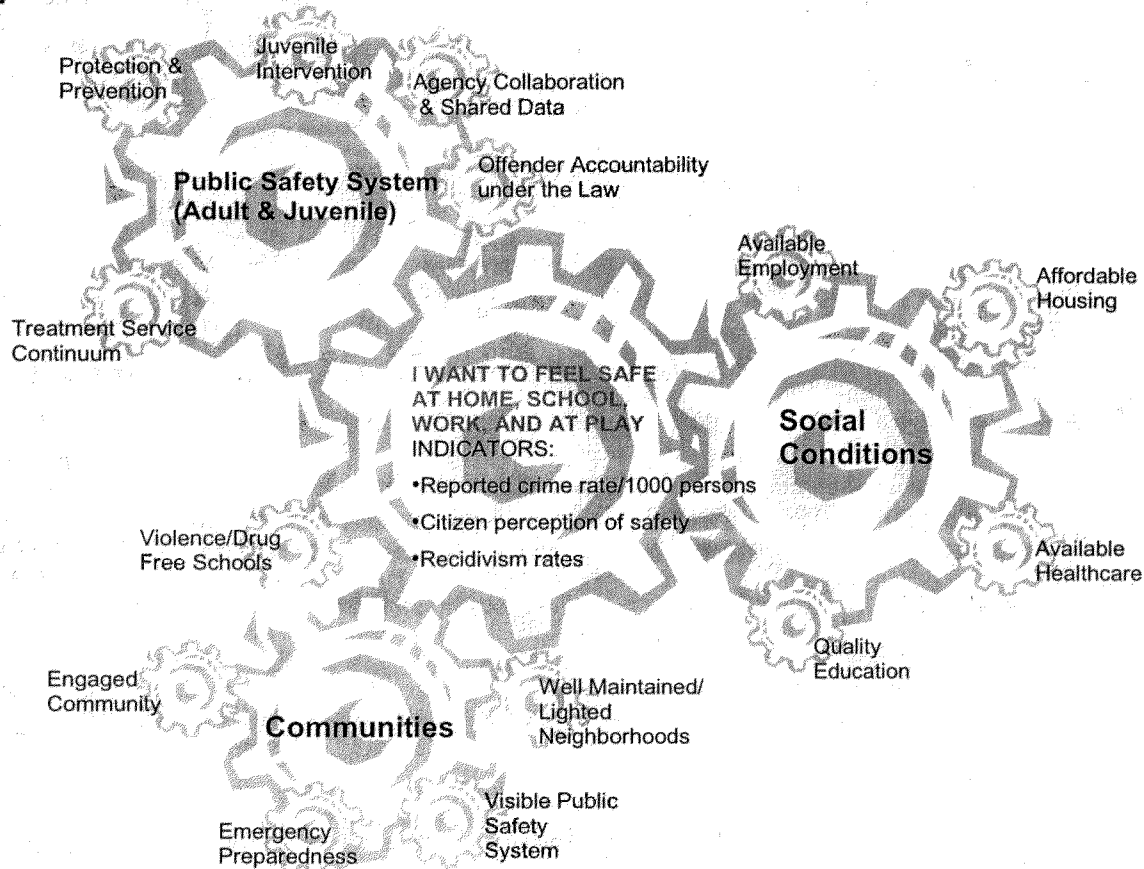 Juvenile
Intervention
Protection &
Prevention
Agency Collaboration
& Shared Data
Offender Accountability
under the Law
Public Safety System
(Adult & Juvenile)
Treatment Service
Continuum
Available
Employment
Affordable
Housing
I WANT TO FEEL SAFE
AT HOME, SCHOOL,
WORK, AND AT PLAY
INDICATORS:
•Reported crime rate/1000 persons
•Citizen perception of safety
•Recidivism rates
Social
Conditions
Available
Healthcare
Quality
Education
Violence/Drug
Free Schools
Engaged
Community
Communities
Well Maintained/
Lighted
Neighborhoods
Visible Public
Safety
System
Emergency
Preparedness